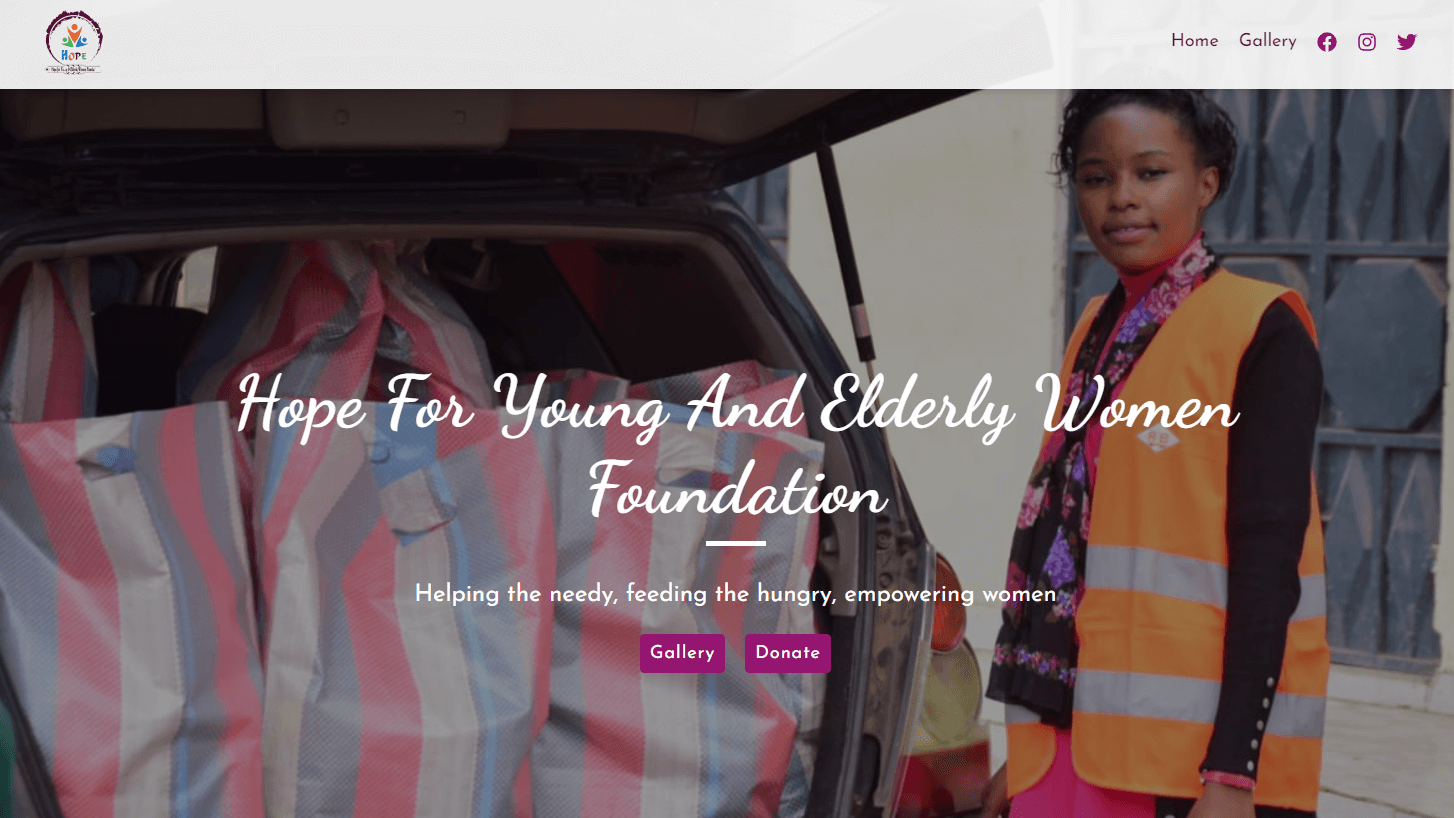 HOPE
Home Gallery
Hope For Young And Elderly Women
Foundation
Helping the needy, feeding the hungry, empowering women
Gallery Donate